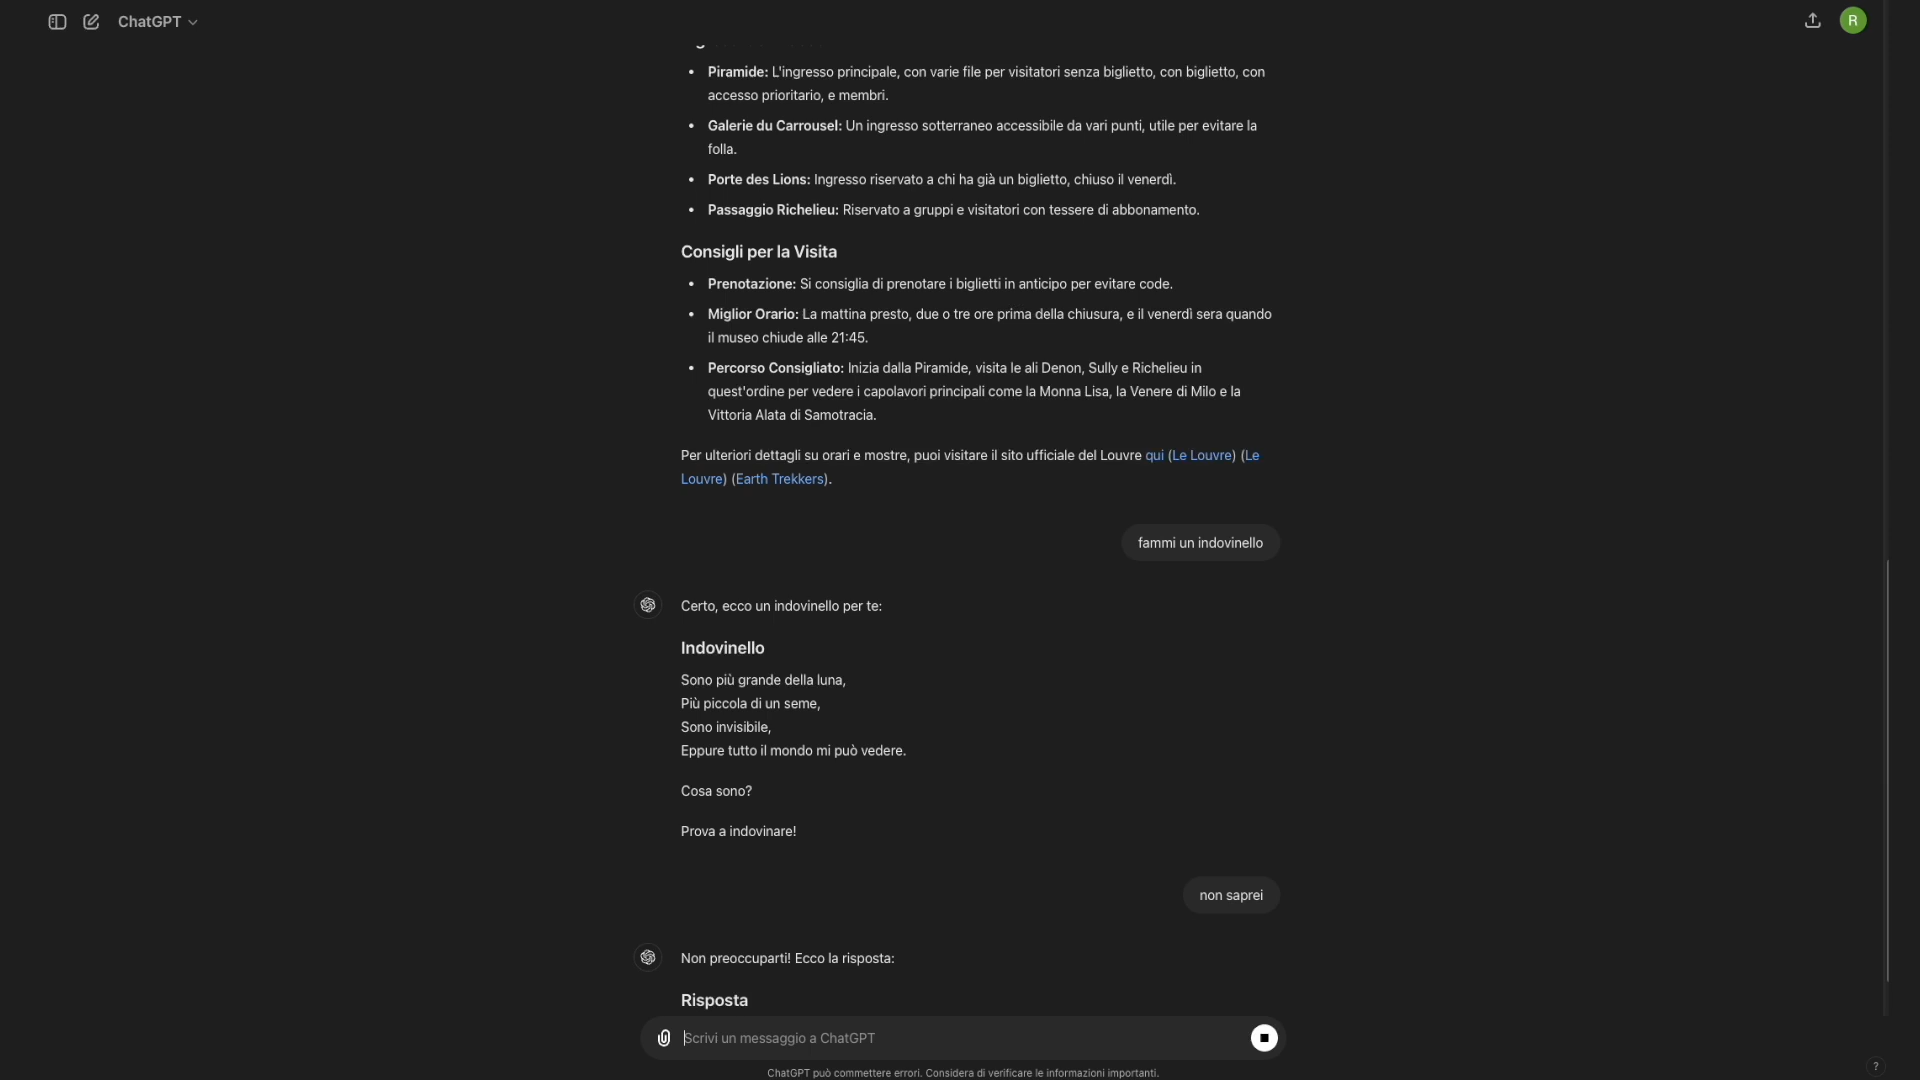 ChatGPT
R
Piramide: L'ingresso principale, con varie file per visitatori senza biglietto, con biglietto, con
accesso prioritario, e membri.
Galerie du Carrousel: Un ingresso sotterraneo accessibile da vari punti, utile per evitare la
folla.
Porte des Lions: Ingresso riservato a chi ha già un biglietto, chiuso il venerdì.
Passaggio Richelieu: Riservato a gruppi e visitatori con tessere di abbonamento.
Consigli per la Visita
Prenotazione: Si consiglia di prenotare i biglietti in anticipo per evitare code.
Miglior Orario: La mattina presto, due o tre ore prima della chiusura, e il venerdì sera quando
il museo chiude alle 21:45.
Percorso Consigliato: Inizia dalla Piramide, visita le ali Denon, Sully e Richelieu in
quest'ordine per vedere i capolavori principali come la Monna Lisa, la Venere di Milo e la
Vittoria Alata di Samotracia.
Per ulteriori dettagli su orari e mostre, puoi visitare il sito ufficiale del Louvre qui (Le Louvre) (Le
Louvre) (Earth Trekkers).
fammi un indovinello
Certo, ecco un indovinello per te:
Indovinello
Sono più grande della luna,
Più piccola di un seme,
Sono invisibile,
Eppure tutto il mondo mi può vedere.
Cosa sono?
Prova a indovinare!
non saprei
Non preoccuparti! Ecco la risposta:
Risposta
Scrivi un messaggio a ChatGPT
ChatGPT può commettere errori. Considera di verificare le informazioni importanti.
?